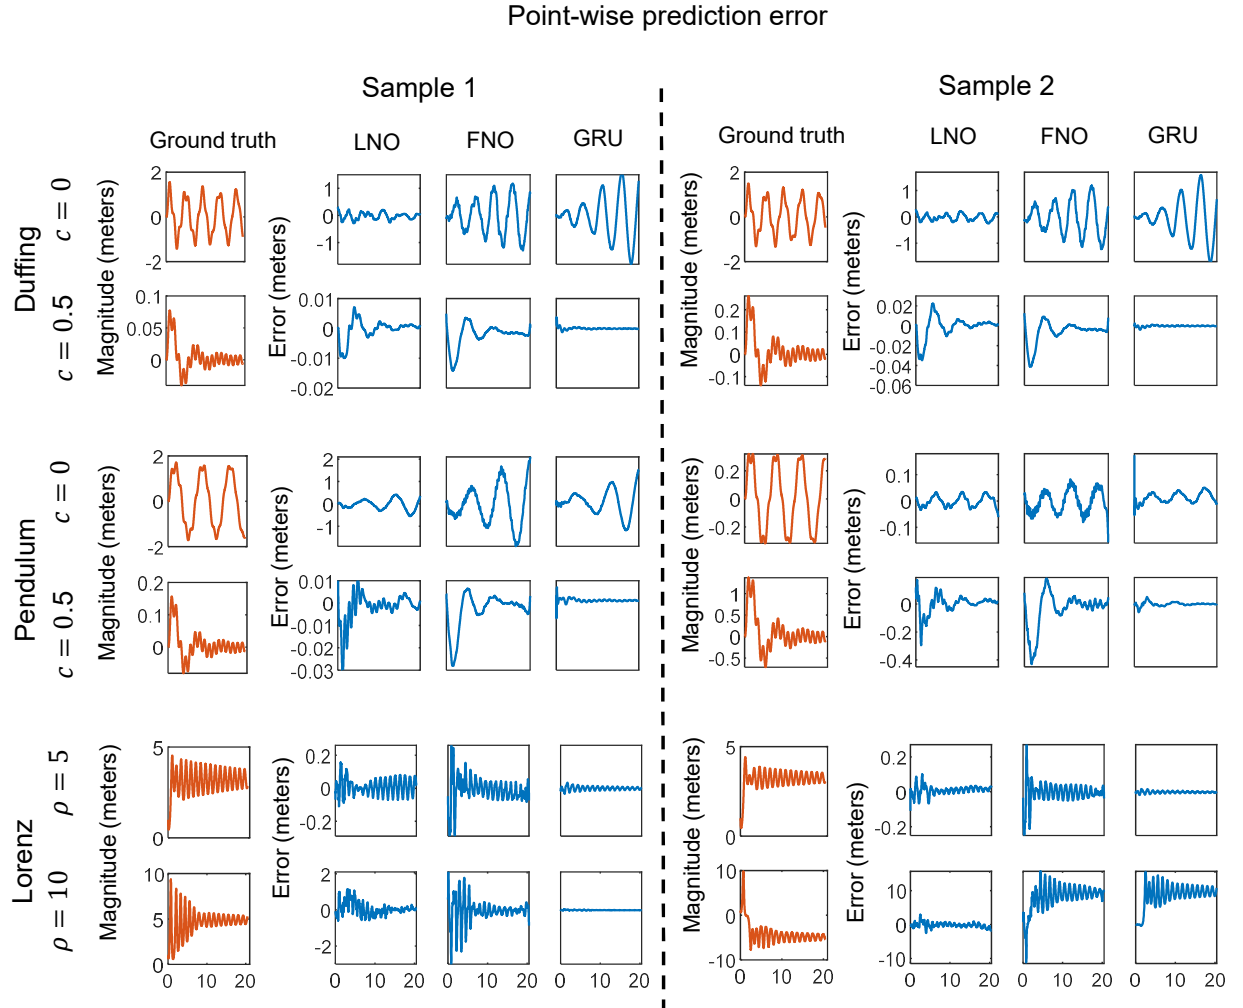 Point-wise prediction error
Sample 1
Sample 2
Ground truth
LNO
FNO
GRU
Ground truth
LNO
FNO
GRU
Duffing
c = 0
Magnitude (meters)
2
0
-2
Error (meters)
1
0
-1
Magnitude (meters)
2
0
-2
Error (meters)
1
0
-1
c = 0.5
0.1
0.05
0
0.01
0
-0.01
-0.02
0.2
0.1
0
-0.1
0.02
0
-0.02
-0.04
-0.06
Pendulum
c = 0
Magnitude (meters)
2
0
-2
Error (meters)
2
1
0
-1
Magnitude (meters)
0.2
0
-0.2
Error (meters)
0.1
0
-0.1
c = 0.5
0.2
0.1
0
0.01
0
-0.01
-0.02
-0.03
1
0.5
0
-0.5
0
-0.2
-0.4
Lorenz
ρ = 5
Magnitude (meters)
5
0
Error (meters)
0.2
0
-0.2
Magnitude (meters)
5
0
Error (meters)
0.2
0
-0.2
ρ = 10
10
5
0
2
0
-2
10
0
-10
10
0
-10
0 10 20
0 10 20
0 10 20
0 10 20
0 10 20
0 10 20
0 10 20
0 10 20